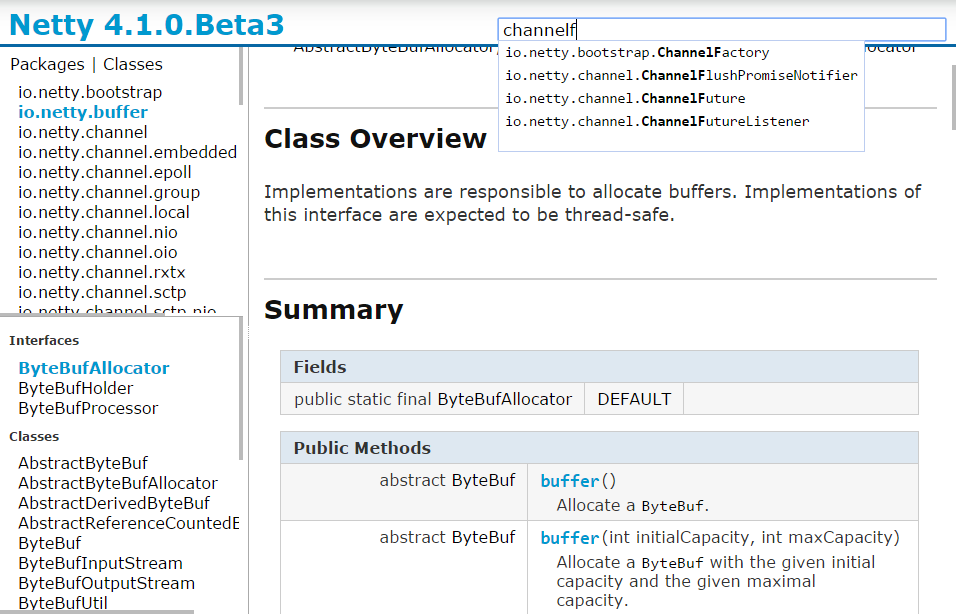 Netty 4.1.0.Beta3
channelf
AbstractByteBufAllocator
io.netty.bootstrap.ChannelFactory
io.netty.channel.ChannelFlushPromiseNotifier
io.netty.channel.ChannelFuture
io.netty.channel.ChannelFutureListener
Packages | Classes
io.netty.bootstrap
io.netty.buffer
io.netty.channel
io.netty.channel.embedded
io.netty.channel.epoll
io.netty.channel.group
io.netty.channel.local
io.netty.channel.nio
io.netty.channel.oio
io.netty.channel.rxtx
io.netty.channel.sctp
io.netty.channel.sctp.nio
Interfaces
ByteBufAllocator
ByteBufHolder
ByteBufProcessor
Classes
AbstractByteBuf
AbstractByteBufAllocator
AbstractDerivedByteBuf
AbstractReferenceCountedB
ByteBuf
ByteBufInputStream
ByteBufOutputStream
ByteBufUtil
Class Overview
Implementations are responsible to allocate buffers. Implementations of
this interface are expected to be thread-safe.
Summary
Fields
public static final ByteBufAllocator DEFAULT
Public Methods
abstract ByteBuf buffer()
Allocate a ByteBuf.
abstract ByteBuf buffer(int initialCapacity, int maxCapacity)
Allocate a ByteBuf with the given initial
capacity and the given maximal
capacity.